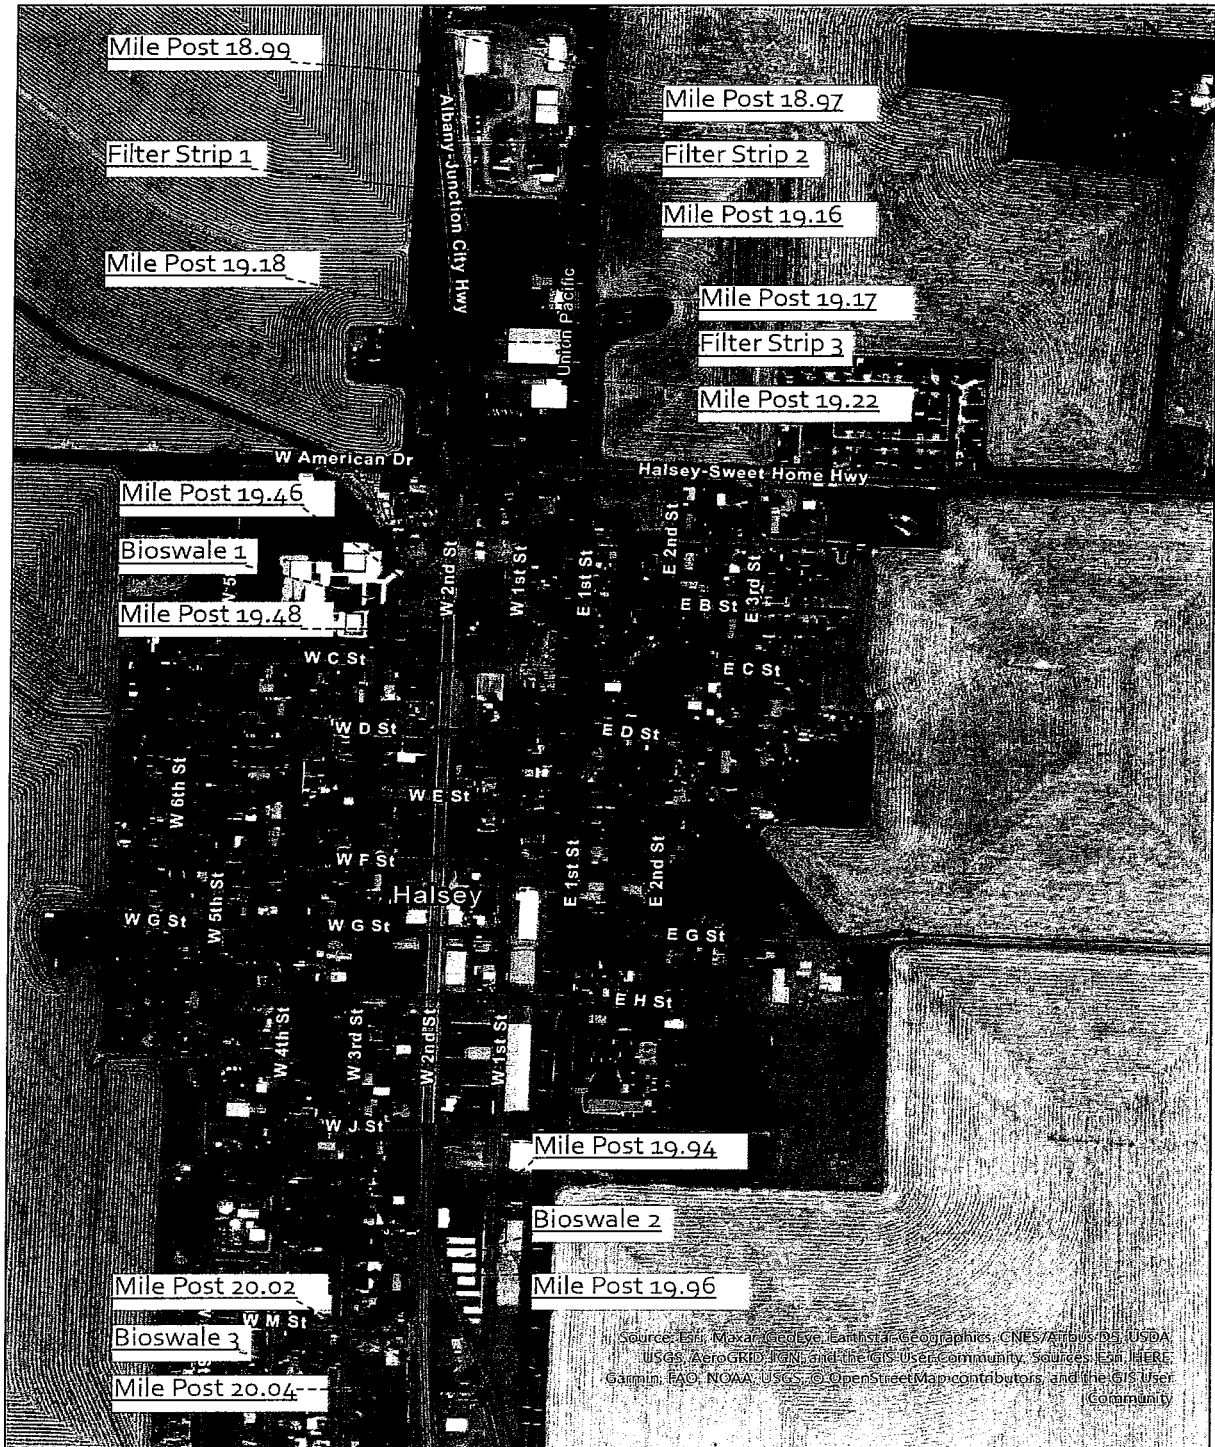 Mile Post 18.99
Mile Post 18.97
Filter Strip 1
Filter Strip 2
Mile Post 19.16
Mile Post 19.18
Albany-Junction City Hwy
Union Pacific
Mile Post 19.17
Filter Strip 3
Mile Post 19.22
W American Dr
Halsey-Sweet Home Hwy
Mile Post 19.46
Bioswale 1
Mile Post 19.48
W 5
W 2nd St
W 1st St
E 1st St
E 2nd St
E 3rd St
E B St
W C St
E C St
W D St
E D St
W 6th St
W E St
W F St
Halsey
W 5th St
E 1st St
E 2nd St
W G St
W G St
E G St
E H St
W 4th St
W 3rd St
W 2nd St
W 1st St
W J St
Mile Post 19.94
Bioswale 2
Mile Post 19.96
Mile Post 20.02
W M St
Bioswale 3
Mile Post 20.04
Source: Esri, Maxar, GeoEye, Earthstar Geographics, CNES/Airbus DS, USDA,
USGS, AeroGRID, IGN, and the GIS User Community, Sources: Esri, HERE,
Garmin, FAO, NOAA, USGS, © OpenStreetMap contributors, and the GIS User
Community